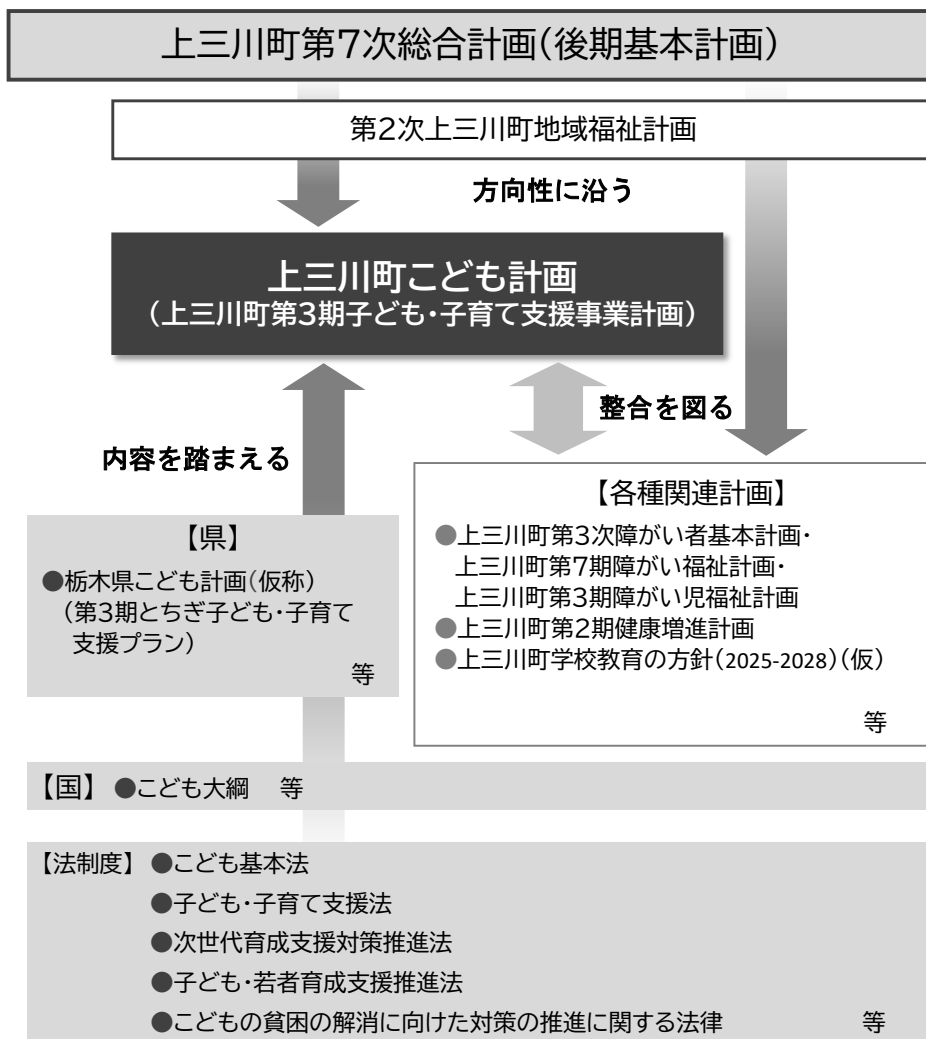 上三川町第7次総合計画(後期基本計画)
第2次上三川町地域福祉計画
方向性に沿う
上三川町こども計画
(上三川町第3期子ども・子育て支援事業計画)
整合を図る
内容を踏まえる
【県】
●栃木県こども計画(仮称)
(第3期とちぎ子ども・子育て
支援プラン)
等
【各種関連計画】
●上三川町第3次障がい者基本計画・
上三川町第7期障がい福祉計画・
上三川町第3期障がい児福祉計画
●上三川町第2期健康増進計画
●上三川町学校教育の方針(2025-2028)(仮)
等
【国】 ●こども大綱 等
【法制度】 ●こども基本法
●子ども・子育て支援法
●次世代育成支援対策推進法
●子ども・若者育成支援推進法
●こどもの貧困の解消に向けた対策の推進に関する法律 等